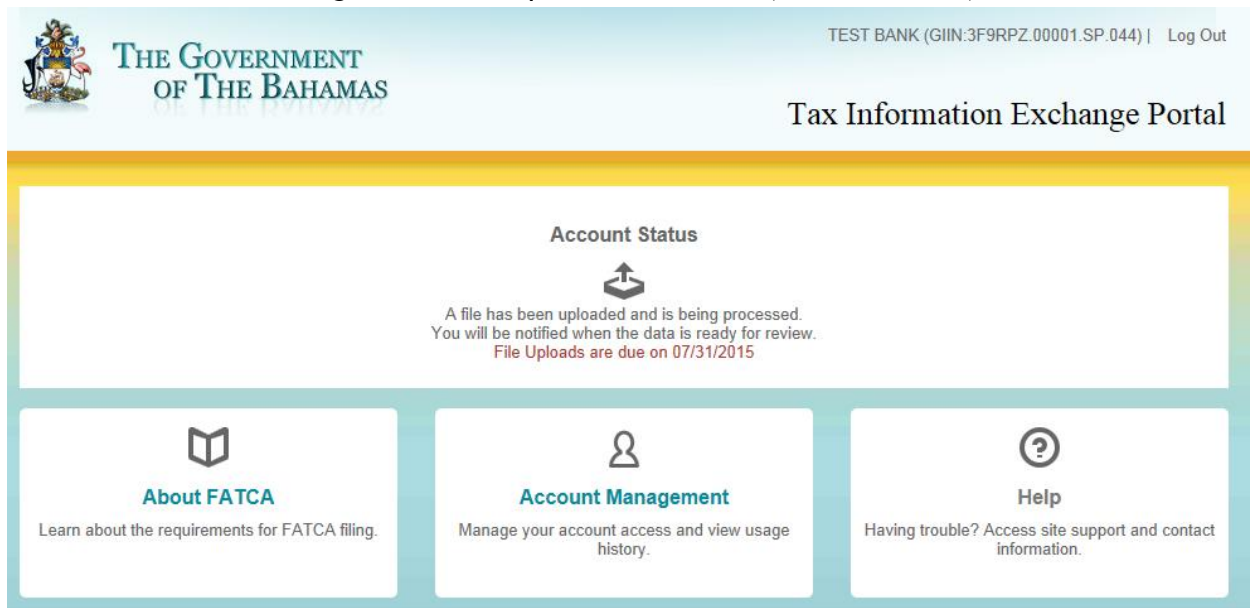 TEST BANK (GIIN:3F9RPZ.00001.SP.044) | Log Out
THE GOVERNMENT
OF THE BAHAMAS
Tax Information Exchange Portal
Account Status
A file has been uploaded and is being processed.
You will be notified when the data is ready for review.
File Uploads are due on 07/31/2015
About FATCA
Learn about the requirements for FATCA filing.
Account Management
Manage your account access and view usage
history.
Help
Having trouble? Access site support and contact
information.